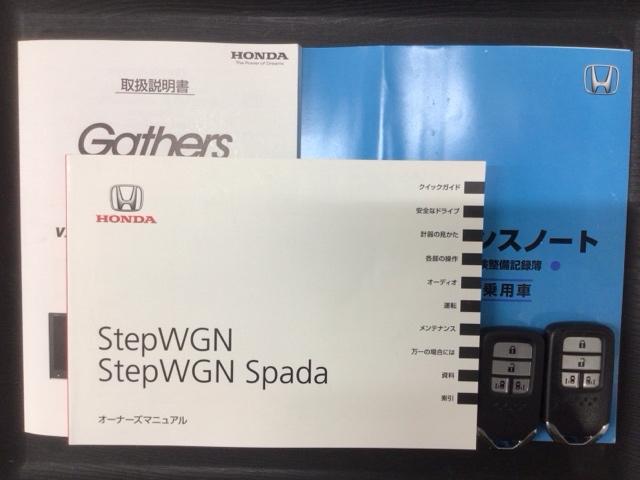 HONDA
The Power of Dreams
取扱説明書
Gathers
HONDA
StepWGN
StepWGN Spada
オーナーズマニュアル
クイックガイド
安全なドライブ
計器の見かた
各部の操作
オーディオ
運転
メンテナンス
万一の場合には
資料
索引
ンスノート
整備記録簿
乗用車